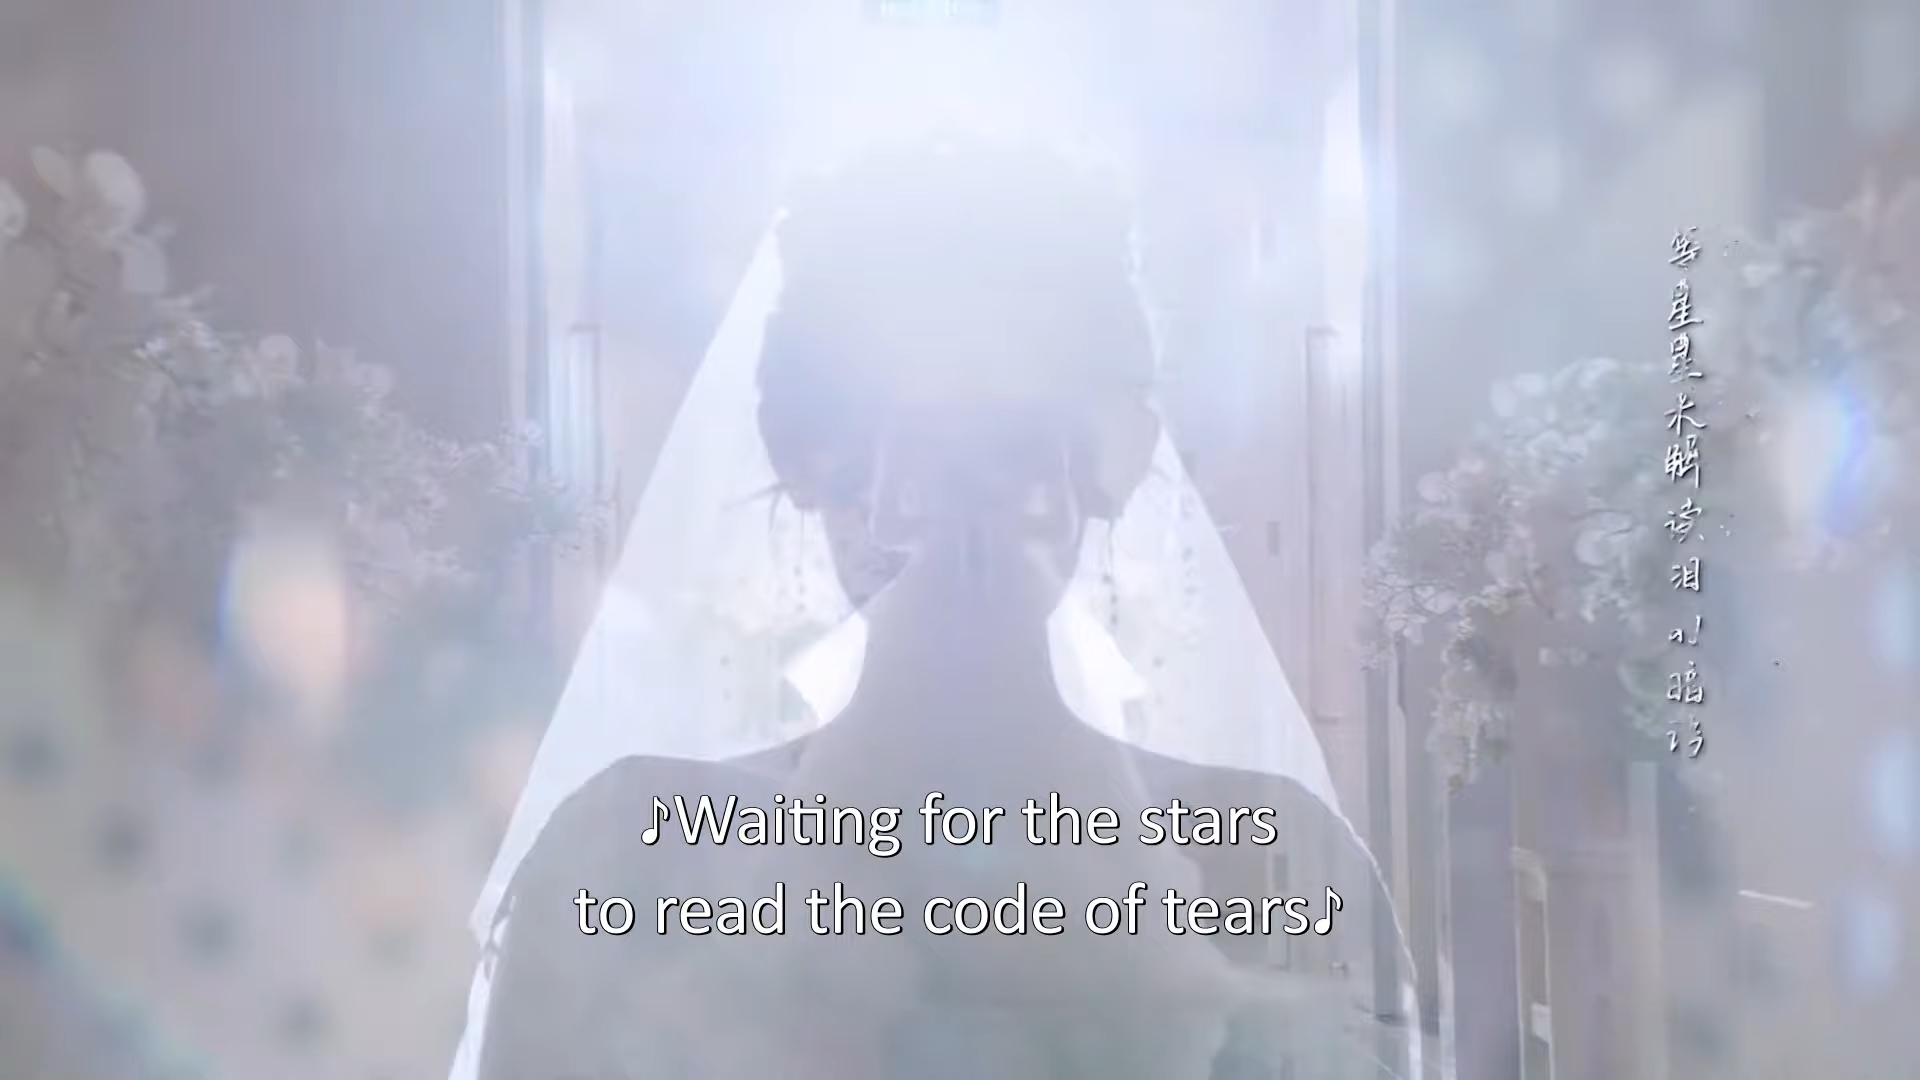 ♪Waiting for the stars
to read the code of tears♪
等星星来解读泪的暗号